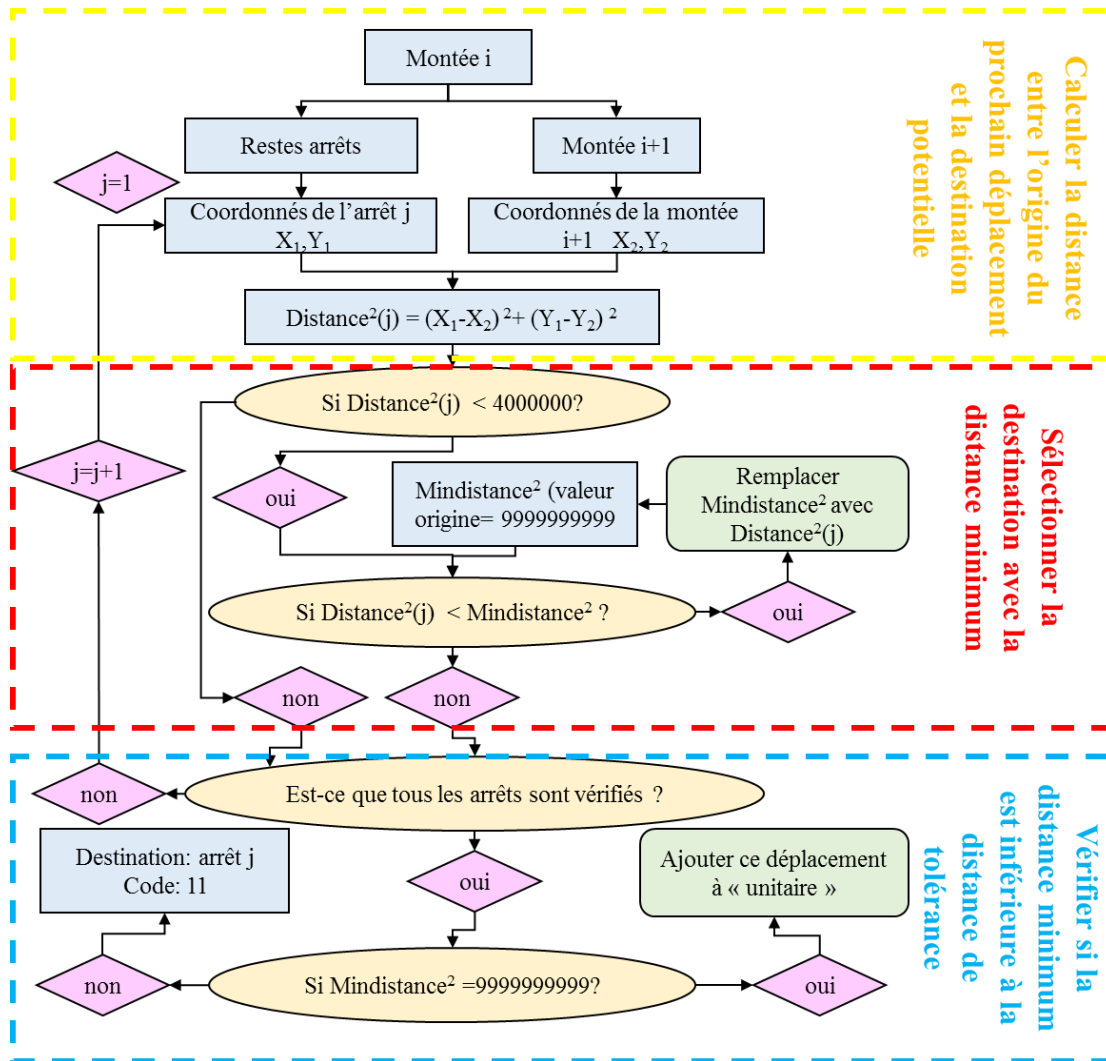 Montée i
Restes arrêts
Montée i+1
j=1
Coordonnés de l'arrêt j
X₁,Y₁
Coordonnés de la montée
i+1 X₂,Y₂
Distance²(j) = (X₁-X₂) ²+ (Y₁-Y₂) ²
Calculer la distance
entre l'origine du
prochain déplacement
et la destination
potentielle
Si Distance²(j) < 4000000?
j=j+1
oui
Mindistance² (valeur
origine= 9999999999
Remplacer
Mindistance² avec
Distance²(j)
Si Distance²(j) < Mindistance² ?
oui
non
non
Sélectionner la
destination avec la
distance minimum
Est-ce que tous les arrêts sont vérifiés ?
non
Destination: arrêt j
Code: 11
oui
Ajouter ce déplacement
à « unitaire »
non
Si Mindistance² =9999999999?
oui
Vérifier si la
distance minimum
est inférieure à la
distance de
tolérance